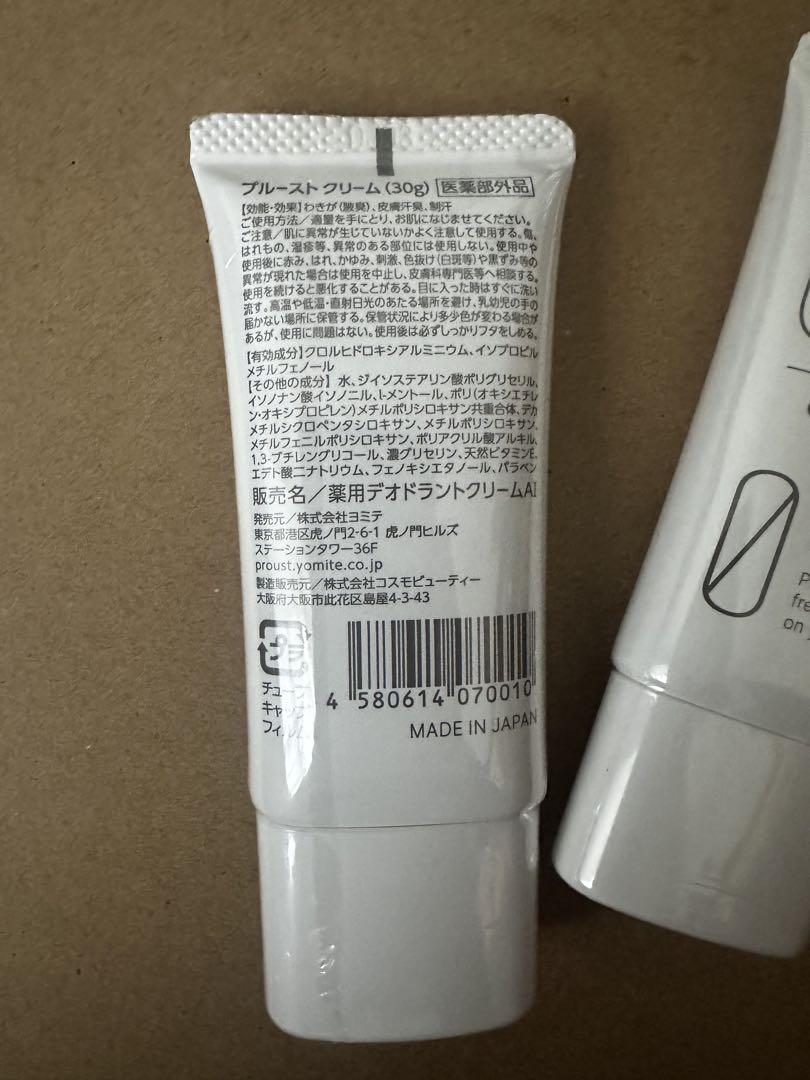 プルースト クリーム(30g) 医薬部外品
【効能・効果】わきが(腋臭)、皮膚汗臭、制汗
ご使用方法／適量を手にとり、お肌になじませてください。
ご注意／肌に異常が生じていないかよく注意して使用する。傷、
はれもの、湿疹等、異常のある部位には使用しない。使用中や
使用後に赤み、はれ、かゆみ、刺激、色抜け(白斑等)や黒ずみ等の
異常が現れた場合は使用を中止し、皮膚科専門医等へ相談する。
使用を続けると悪化することがある。目に入った時はすぐに洗い
流す。高温や低温・直射日光のあたる場所を避け、乳幼児の手の
届かない場所に保管する。保管状況により多少色が変わる場合が
あるが、使用に問題はない。使用後は必ずしっかりフタをしめる。
【有効成分】クロルヒドロキシアルミニウム、イソプロピル
メチルフェノール
【その他の成分】水、ジイソステアリン酸ポリグリセリル、
イソノナン酸イソノニル、l-メントール、ポリ(オキシエチレ
ン・オキシプロピレン)メチルポリシロキサン共重合体、デカ
メチルシクロペンタシロキサン、メチルポリシロキサン、
メチルフェニルポリシロキサン、ポリアクリル酸アルキル、
1,3-ブチレングリコール、濃グリセリン、天然ビタミンE、
エデト酸二ナトリウム、フェノキシエタノール、パラベン
販売名／薬用デオドラントクリームAI
発売元／株式会社ヨミテ
東京都港区虎ノ門2-6-1 虎ノ門ヒルズ
ステーションタワー36F
proust.yomite.co.jp
製造販売元／株式会社コスモビューティー
大阪府大阪市此花区島屋4-3-43
プラ
チューブ
キャップ
フィルム
4 580614 070010
MADE IN JAPAN
P
fre
on